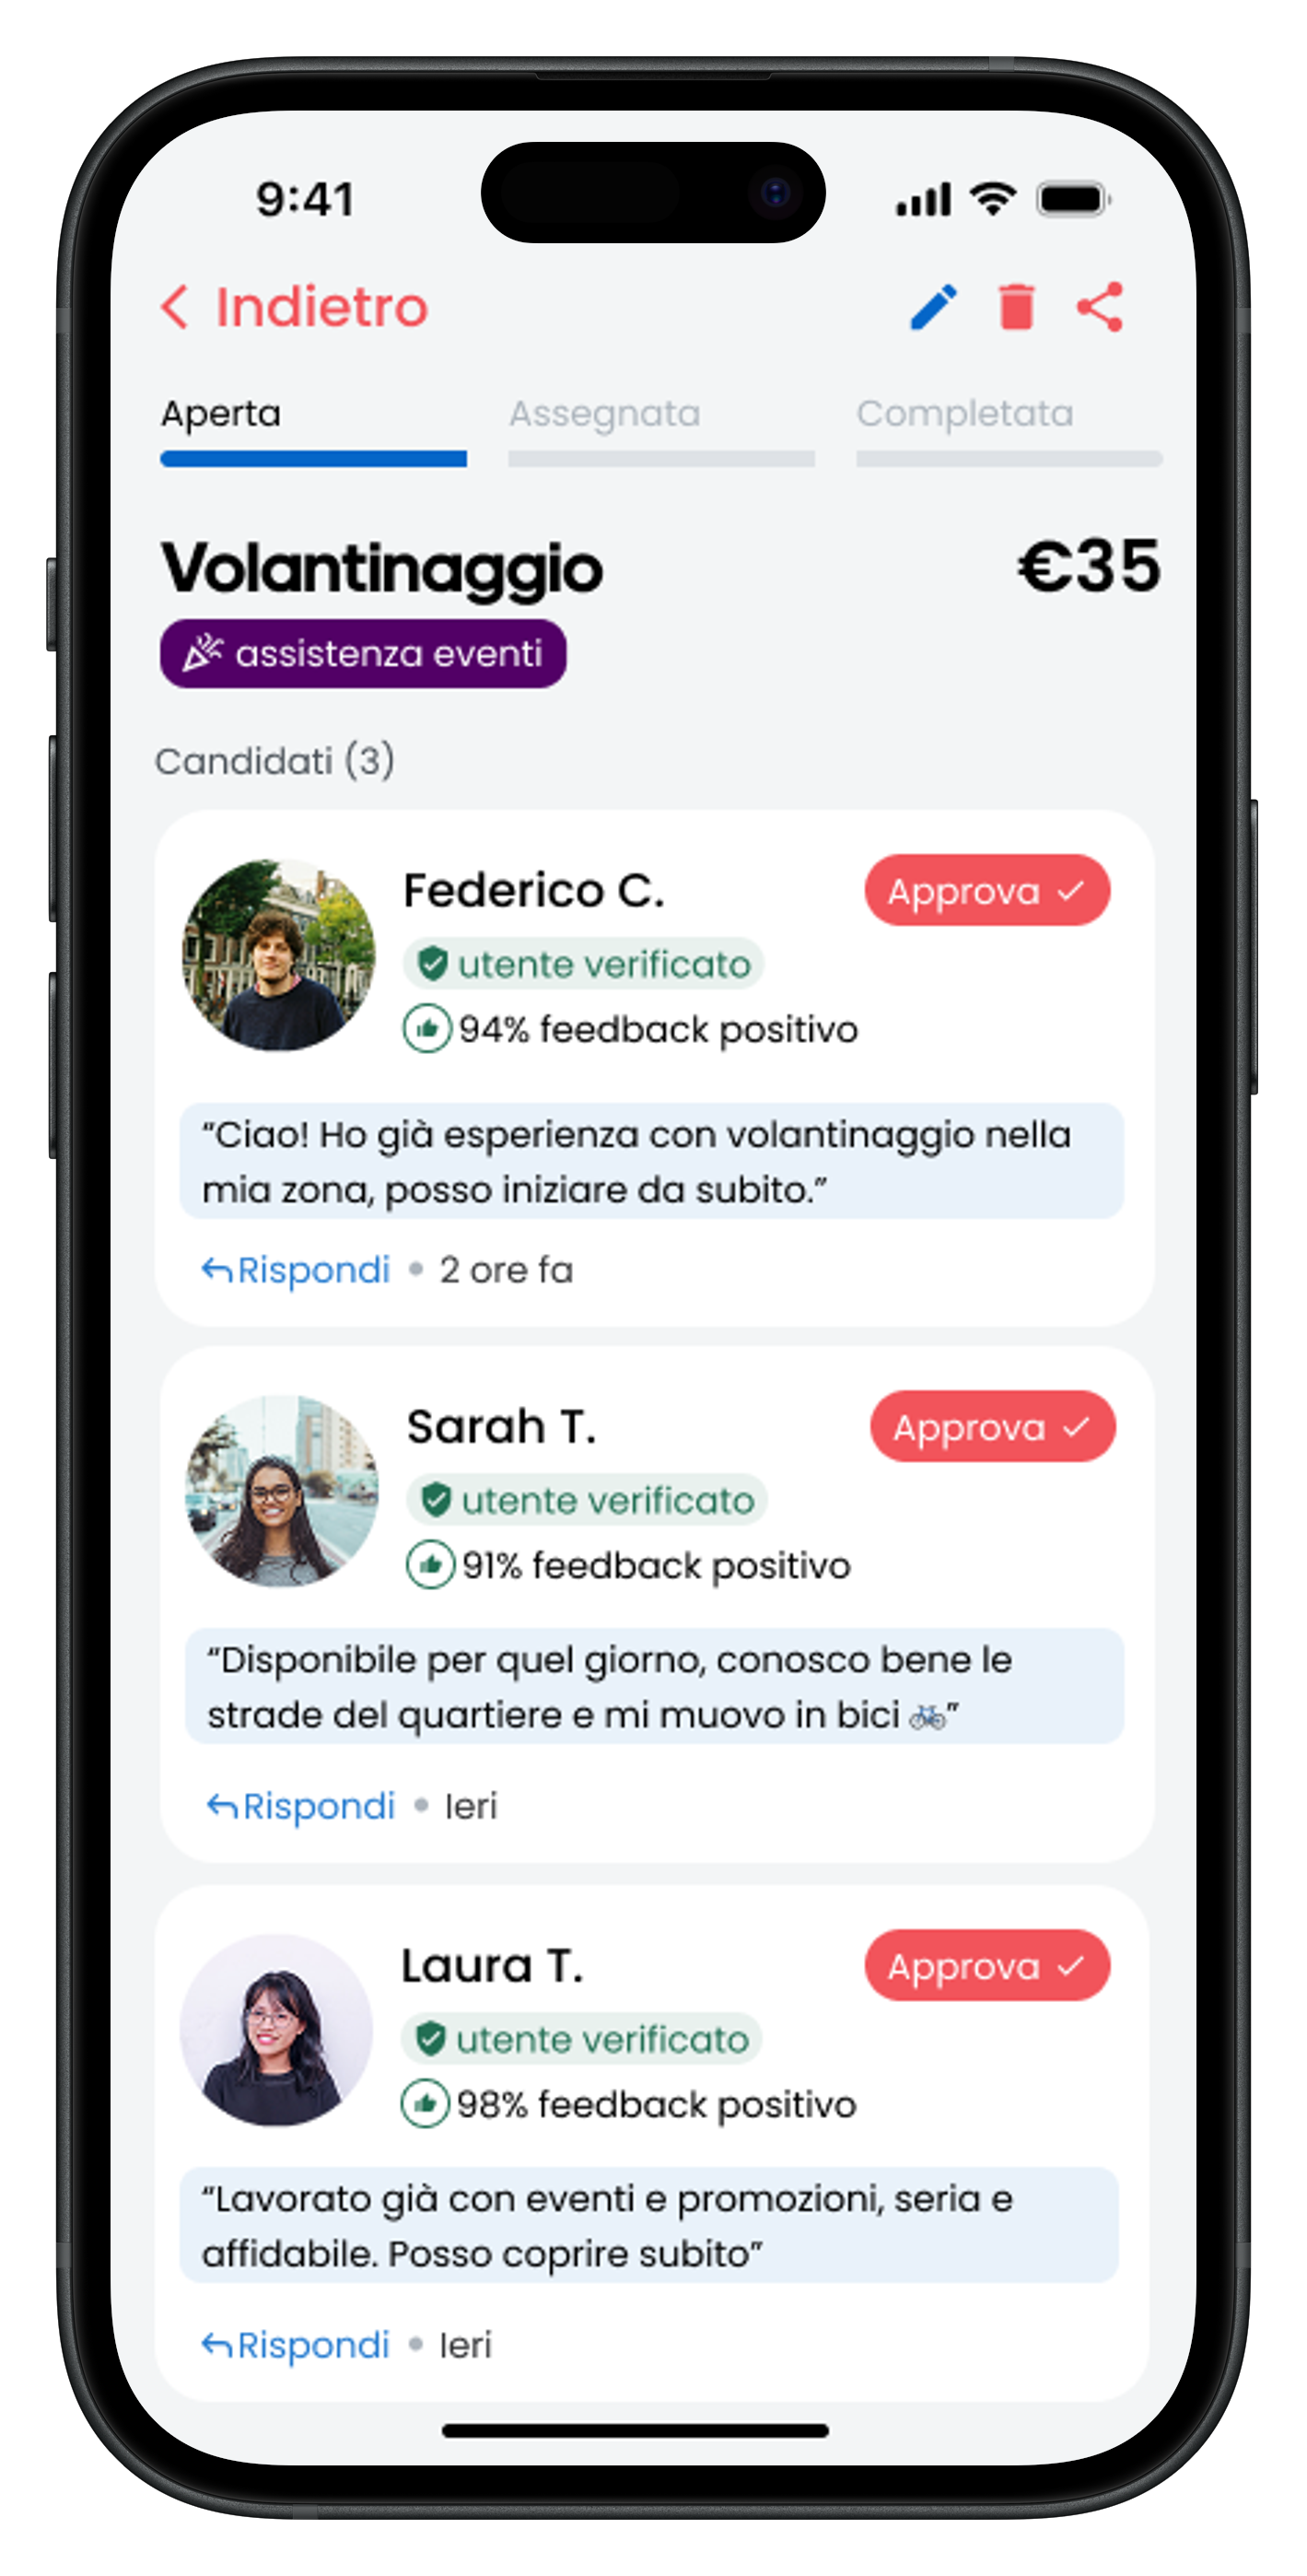 9:41
Indietro
Aperta
Assegnata
Completata
Volantinaggio
€35
assistenza eventi
Candidati (3)
Federico C.
Approva
utente verificato
94% feedback positivo
“Ciao! Ho già esperienza con volantinaggio nella
mia zona, posso iniziare da subito.”
Rispondi • 2 ore fa
Sarah T.
Approva
utente verificato
91% feedback positivo
“Disponibile per quel giorno, conosco bene le
strade del quartiere e mi muovo in bici 🚲”
Rispondi • Ieri
Laura T.
Approva
utente verificato
98% feedback positivo
“Lavorato già con eventi e promozioni, seria e
affidabile. Posso coprire subito”
Rispondi • Ieri